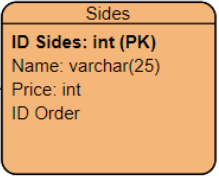 Sides
ID Sides: int (PK)
Name: varchar(25)
Price: int
ID Order